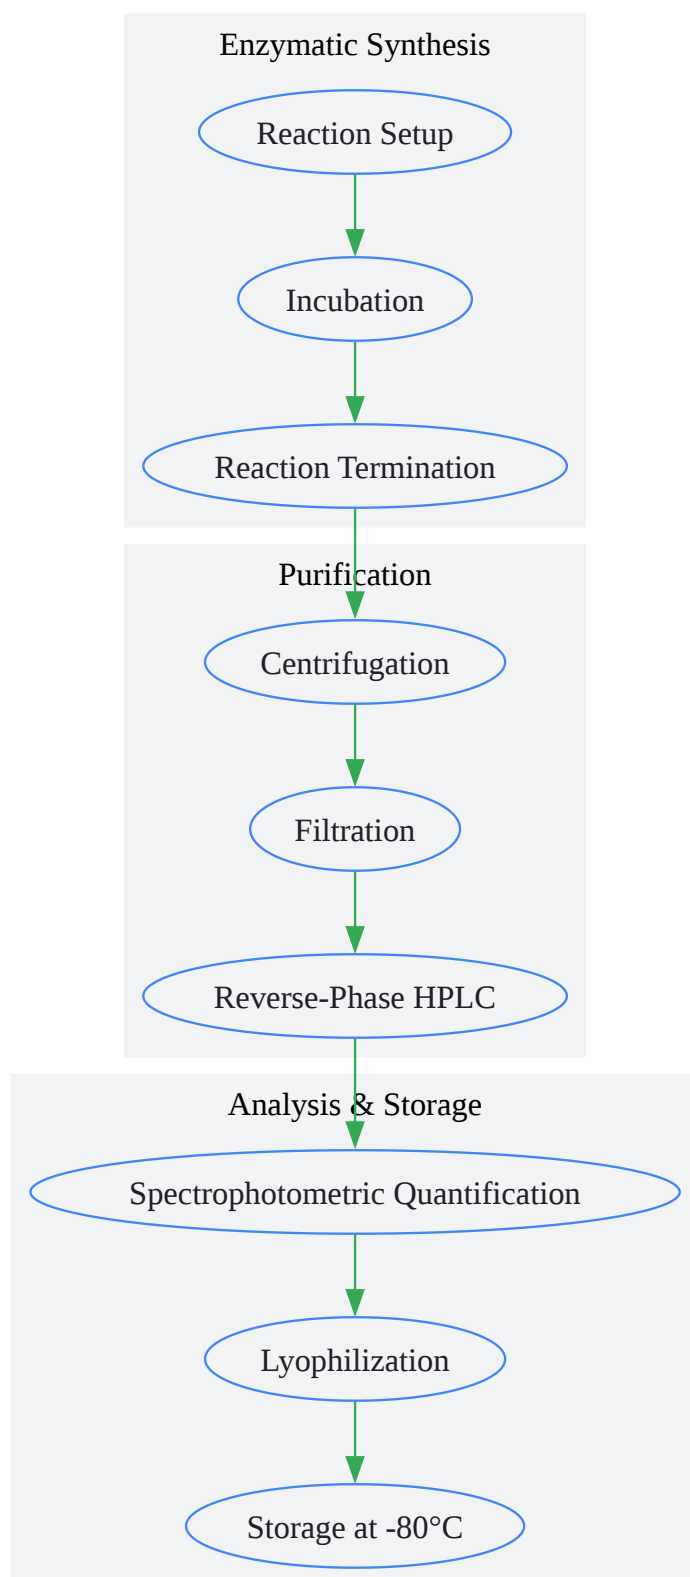 Enzymatic Synthesis
Reaction Setup
Incubation
Reaction Termination
Purification
Centrifugation
Filtration
Reverse-Phase HPLC
Analysis & Storage
Spectrophotometric Quantification
Lyophilization
Storage at -80°C